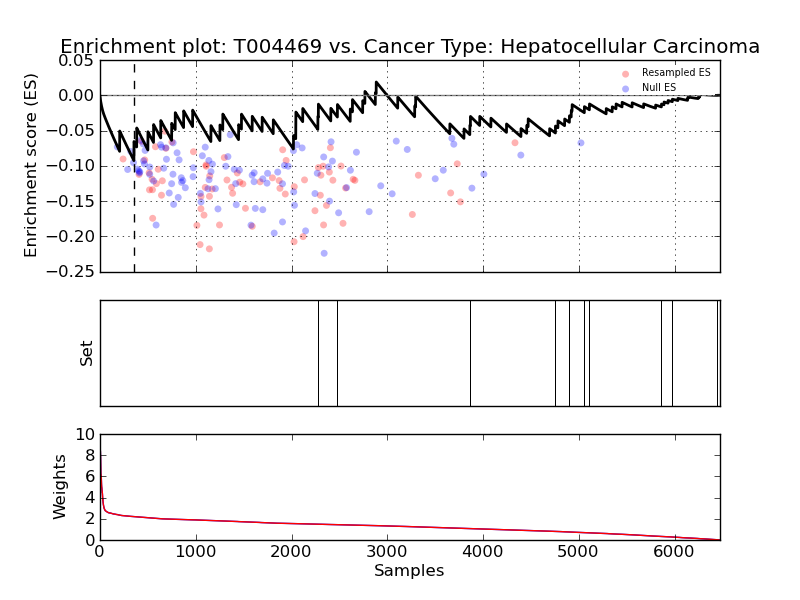 Enrichment plot: T004469 vs. Cancer Type: Hepatocellular Carcinoma
Enrichment score (ES)
0.05
0.00
−0.05
−0.10
−0.15
−0.20
−0.25
Resampled ES
Null ES
Set
Weights
10
8
6
4
2
0
0 1000 2000 3000 4000 5000 6000
Samples